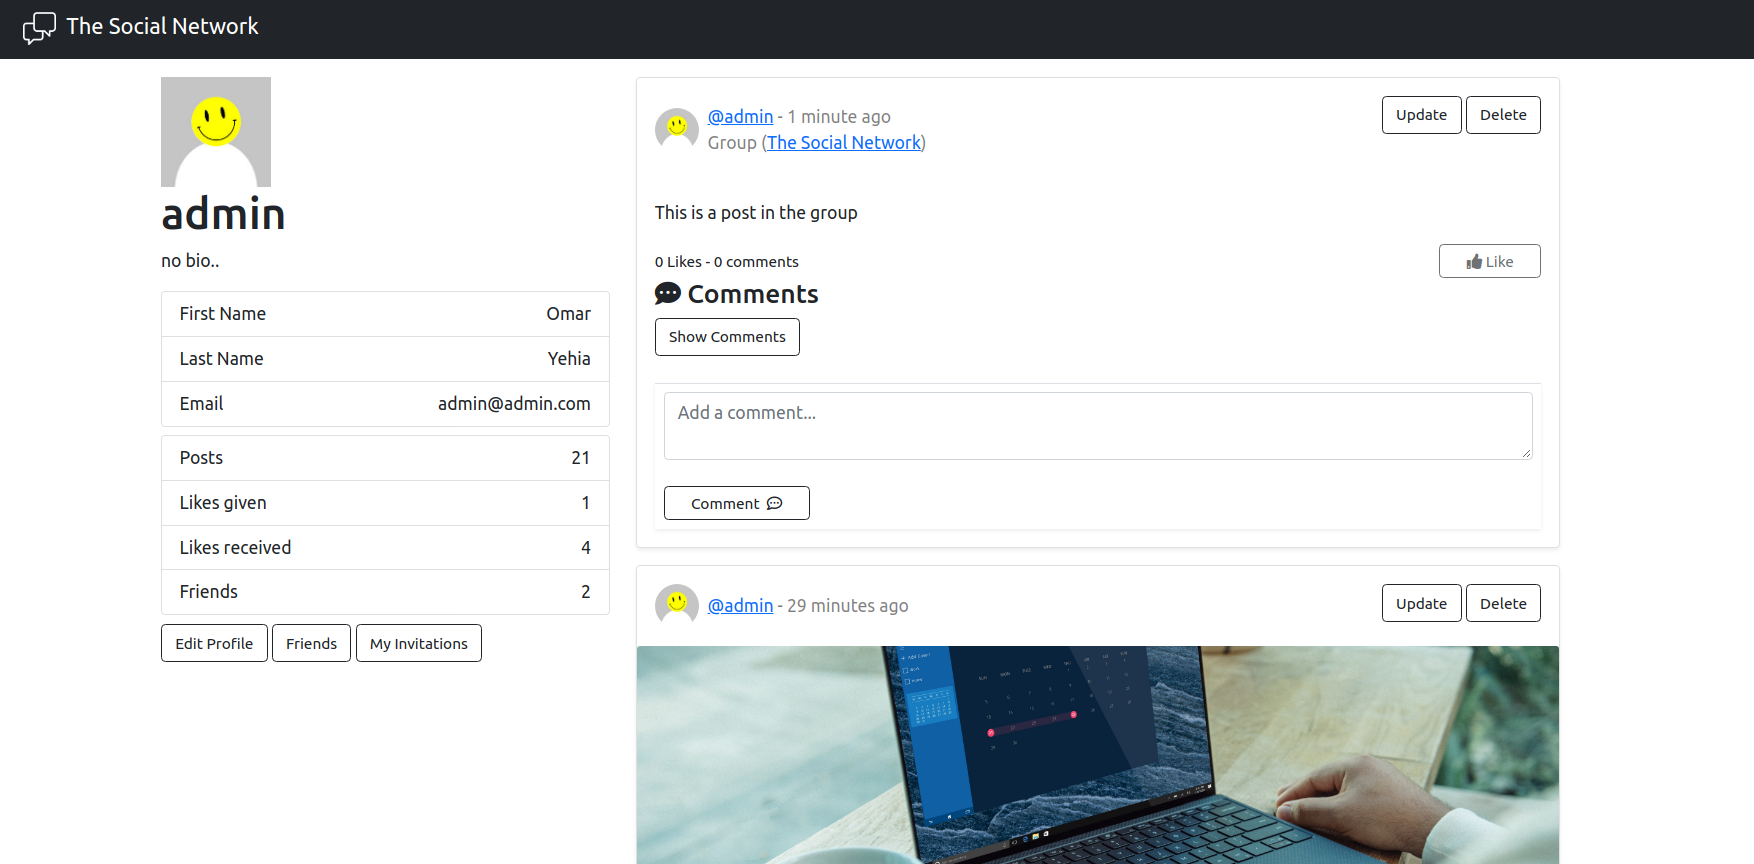 The Social Network
admin
no bio..
First Name Omar
Last Name Yehia
Email admin@admin.com
Posts 21
Likes given 1
Likes received 4
Friends 2
Edit Profile Friends My Invitations
@admin - 1 minute ago
Group (The Social Network)
Update Delete
This is a post in the group
0 Likes - 0 comments
Like
Comments
Show Comments
Add a comment...
Comment
@admin - 29 minutes ago
Update Delete